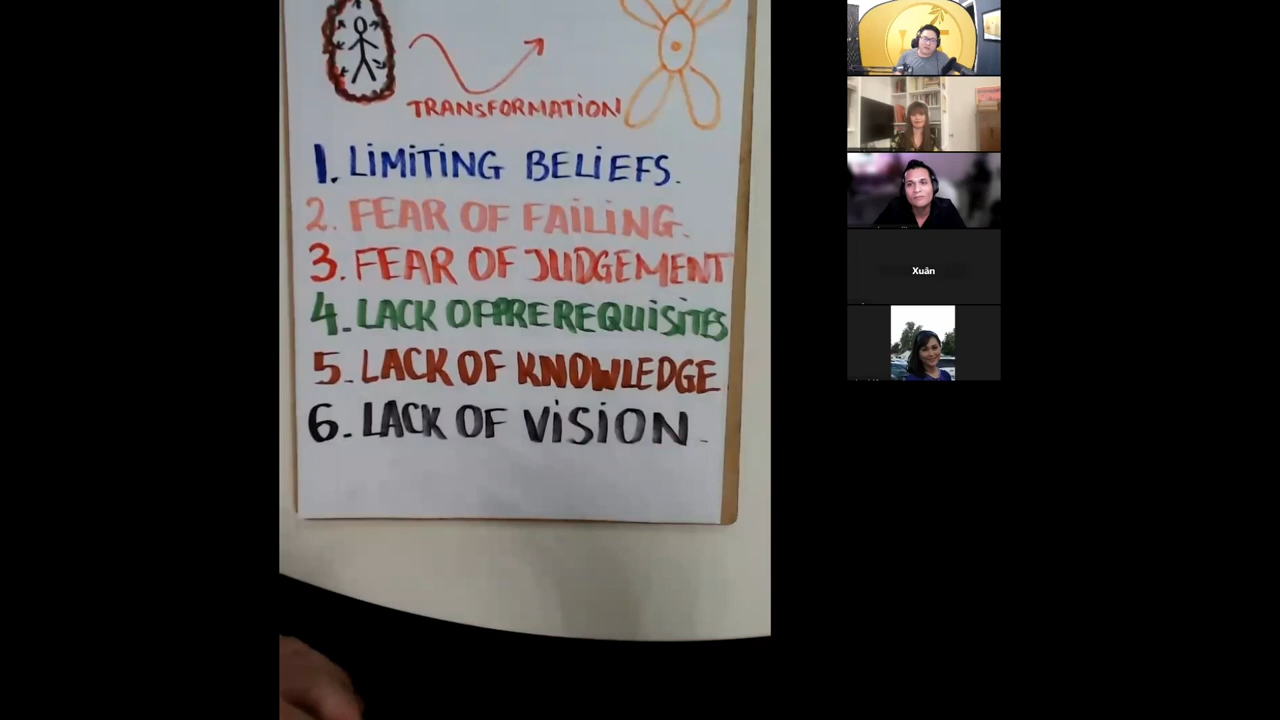 TRANSFORMATION
1. LIMITING BELIEFS.
2. FEAR OF FAILING.
3. FEAR OF JUDGEMENT
4. LACK OF PREREQUISITES
5. LACK OF KNOWLEDGE
6. LACK OF VISION.
Xuân